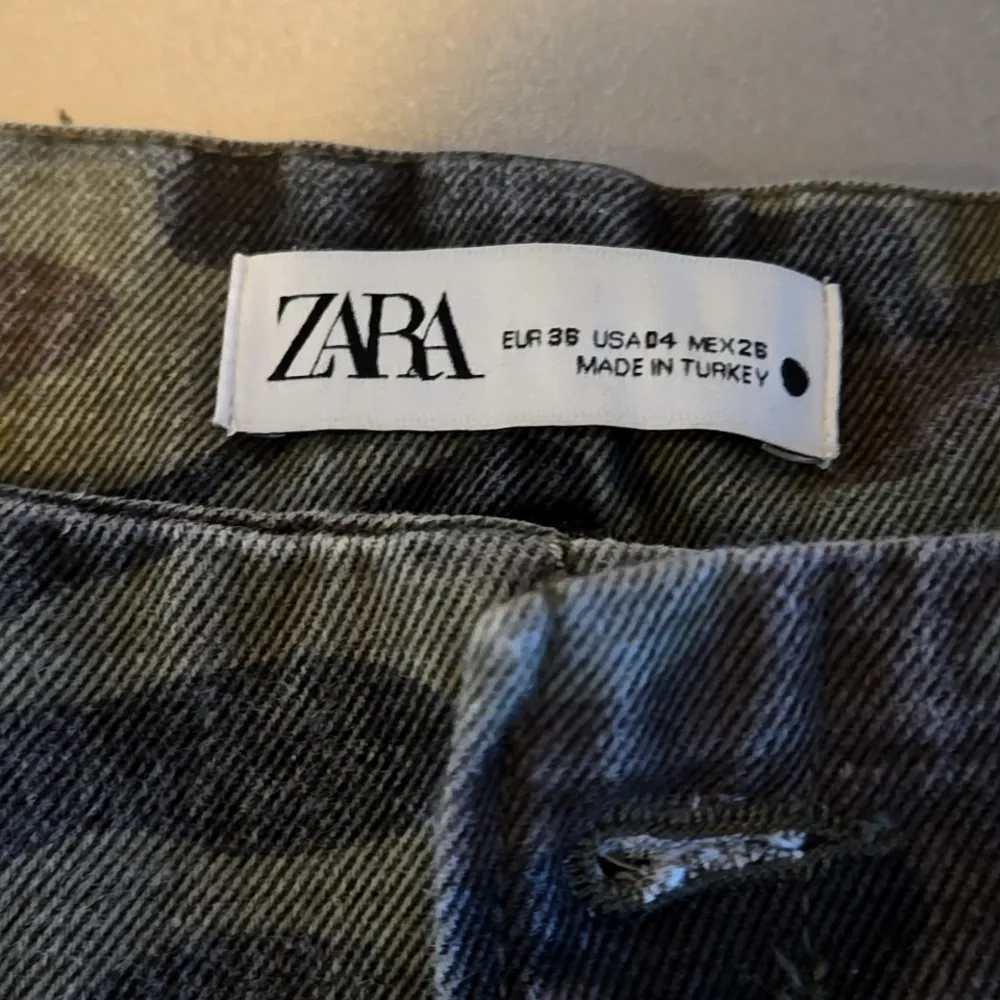 ZARA
EUR 36 USA 04 MEX 26
MADE IN TURKEY